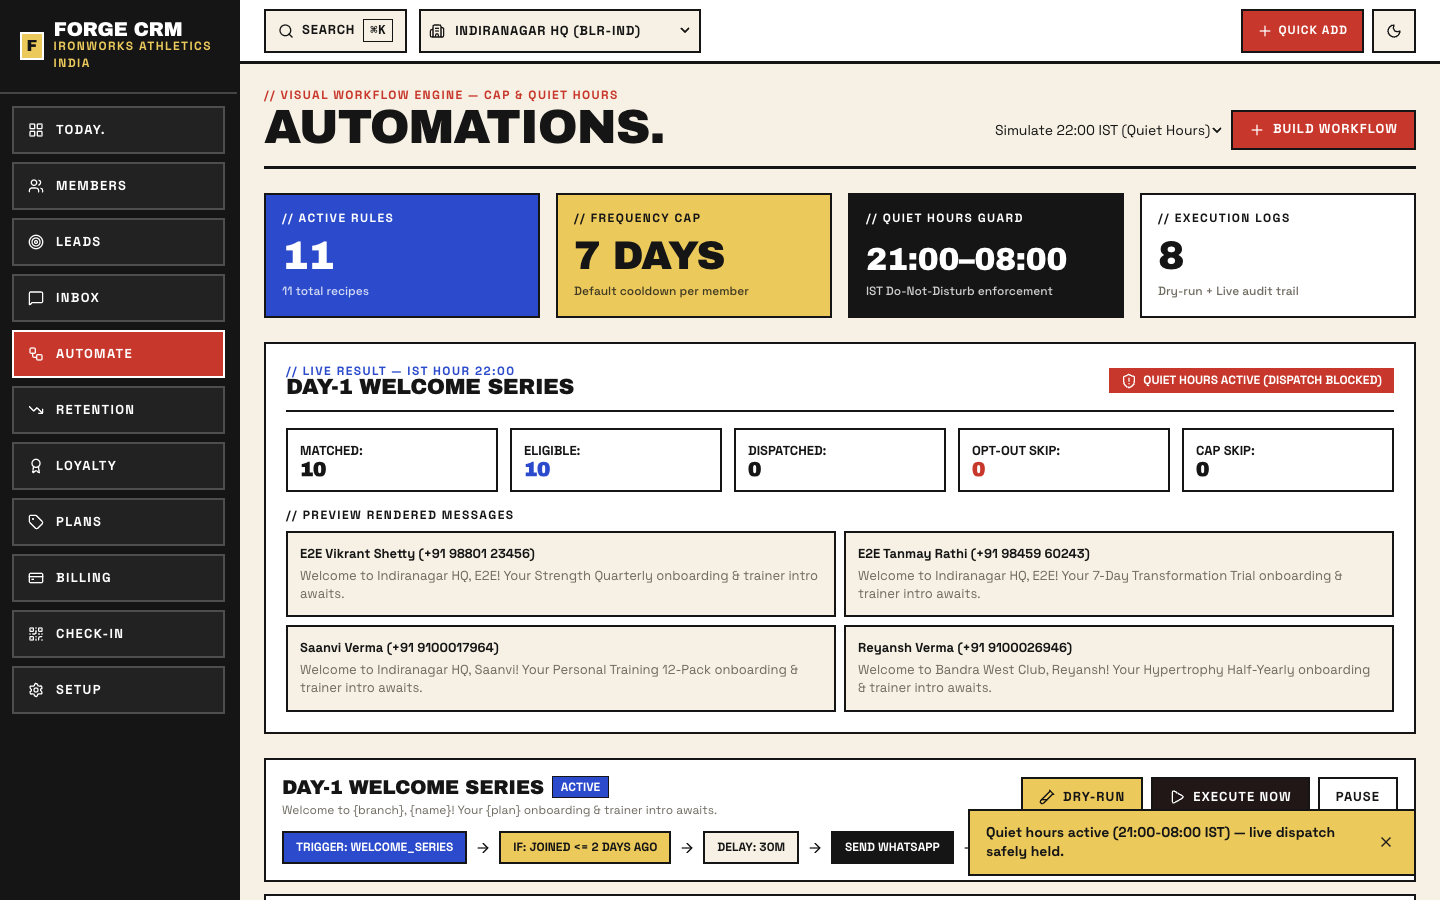 F
FORGE CRM
IRONWORKS ATHLETICS
INDIA
TODAY.
MEMBERS
LEADS
INBOX
AUTOMATE
RETENTION
LOYALTY
PLANS
BILLING
CHECK-IN
SETUP
SEARCH ⌘K
INDIRANAGAR HQ (BLR-IND)
QUICK ADD
// VISUAL WORKFLOW ENGINE — CAP & QUIET HOURS
AUTOMATIONS.
Simulate 22:00 IST (Quiet Hours)
BUILD WORKFLOW
// ACTIVE RULES
11
11 total recipes
// FREQUENCY CAP
7 DAYS
Default cooldown per member
// QUIET HOURS GUARD
21:00–08:00
IST Do-Not-Disturb enforcement
// EXECUTION LOGS
8
Dry-run + Live audit trail
// LIVE RESULT — IST HOUR 22:00
DAY-1 WELCOME SERIES
QUIET HOURS ACTIVE (DISPATCH BLOCKED)
MATCHED:
10
ELIGIBLE:
10
DISPATCHED:
0
OPT-OUT SKIP:
0
CAP SKIP:
0
// PREVIEW RENDERED MESSAGES
E2E Vikrant Shetty (+91 98801 23456)
Welcome to Indiranagar HQ, E2E! Your Strength Quarterly onboarding & trainer intro
awaits.
E2E Tanmay Rathi (+91 98459 60243)
Welcome to Indiranagar HQ, E2E! Your 7-Day Transformation Trial onboarding &
trainer intro awaits.
Saanvi Verma (+91 9100017964)
Welcome to Indiranagar HQ, Saanvi! Your Personal Training 12-Pack onboarding &
trainer intro awaits.
Reyansh Verma (+91 9100026946)
Welcome to Bandra West Club, Reyansh! Your Hypertrophy Half-Yearly onboarding
& trainer intro awaits.
DAY-1 WELCOME SERIES ACTIVE
Welcome to {branch}, {name}! Your {plan} onboarding & trainer intro awaits.
DRY-RUN
EXECUTE NOW
PAUSE
TRIGGER: WELCOME_SERIES → IF: JOINED <= 2 DAYS AGO → DELAY: 30M → SEND WHATSAPP
Quiet hours active (21:00-08:00 IST) — live dispatch
safely held.